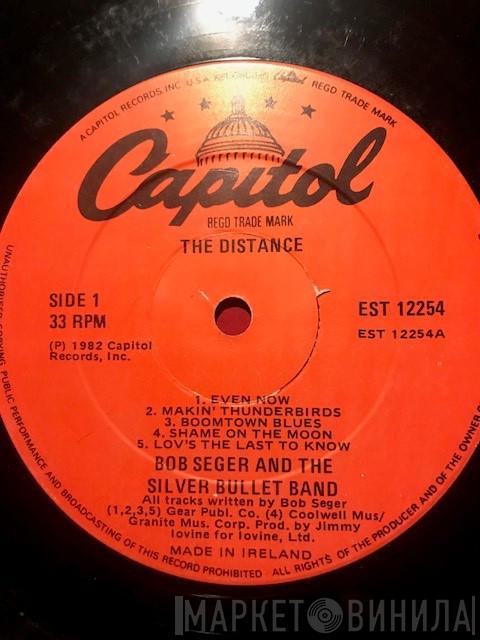 A CAPITOL RECORDS, INC. U.S.A. RECORDING Capitol REGD TRADE MARK
Capitol
REGD TRADE MARK
THE DISTANCE
SIDE 1
33 RPM
EST 12254
EST 12254A
(P) 1982 Capitol
Records, Inc.
1. EVEN NOW
2. MAKIN' THUNDERBIRDS
3. BOOMTOWN BLUES
4. SHAME ON THE MOON
5. LOV'S THE LAST TO KNOW
BOB SEGER AND THE
SILVER BULLET BAND
All tracks written by Bob Seger
(1,2,3,5) Gear Publ. Co. (4) Coolwell Mus/
Granite Mus. Corp. Prod. by Jimmy
Iovine for Iovine, Ltd.
MADE IN IRELAND
UNAUTHORISED COPYING PUBLIC PERFORMANCE AND BROADCASTING OF THIS RECORD PROHIBITED · ALL RIGHTS OF THE PRODUCER AND OF THE OWNER
МАРКЕТ ВИНИЛА